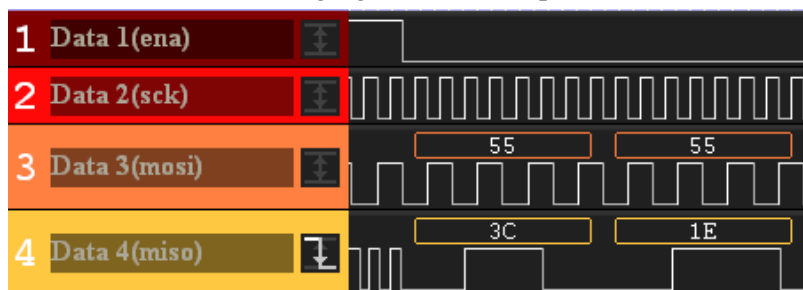 1 Data 1(ena)
2 Data 2(sck)
3 Data 3(mosi) 55 55
4 Data 4(miso) 3C 1E